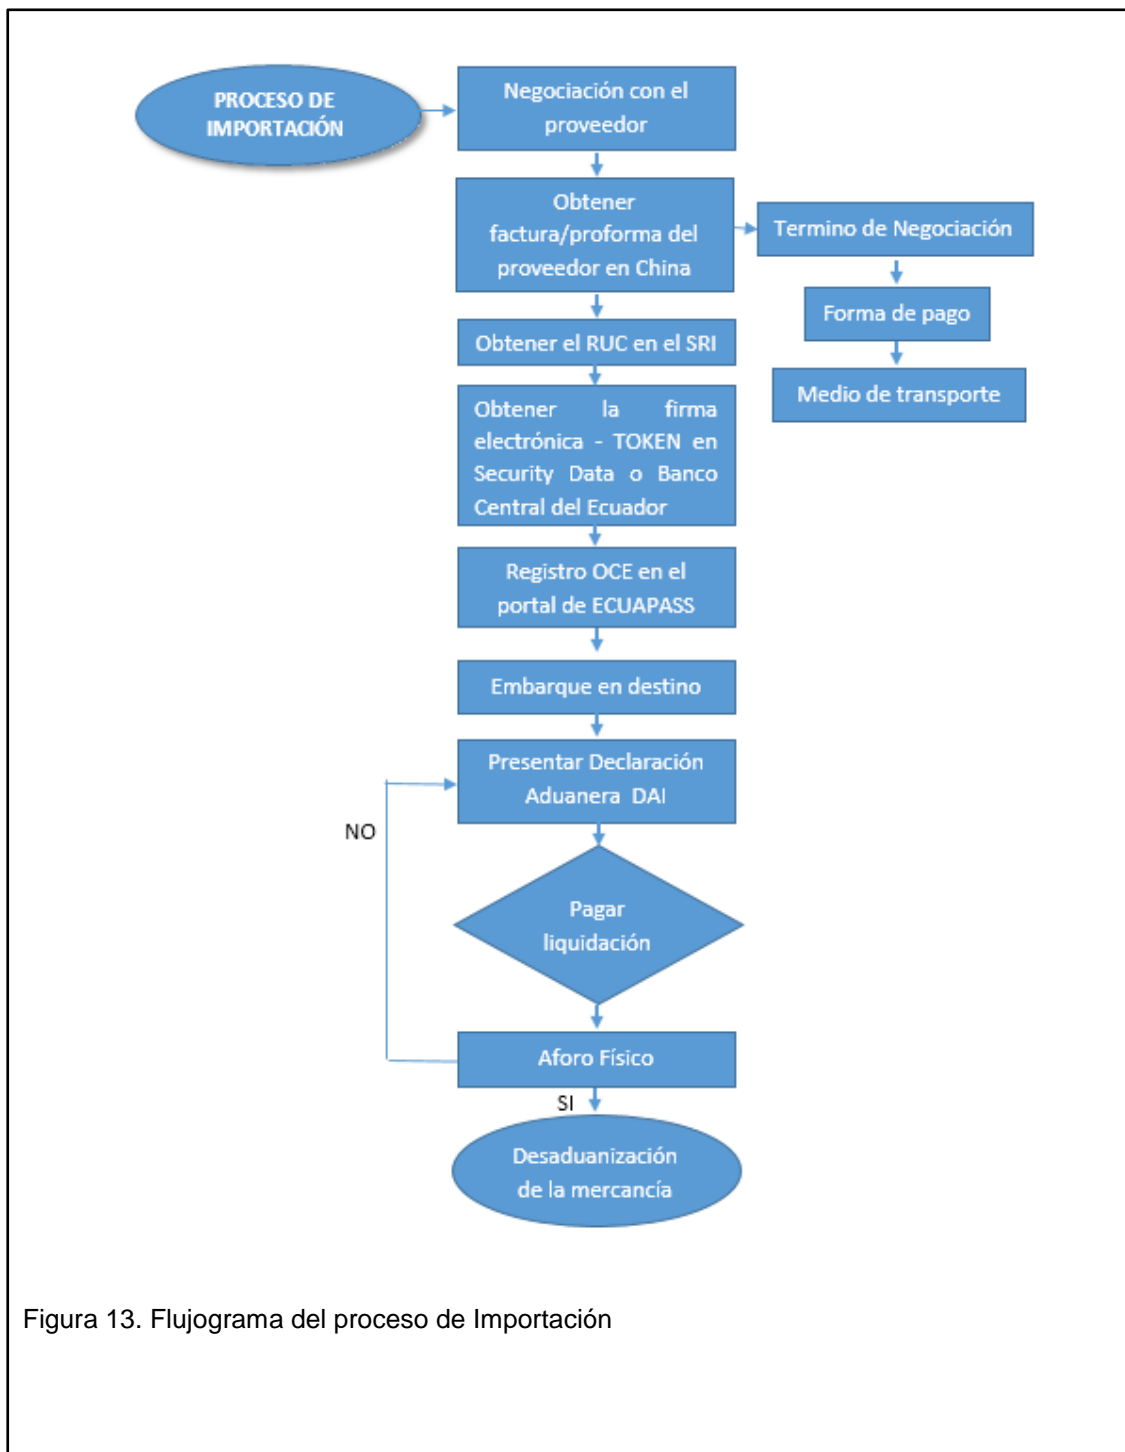 PROCESO DE
IMPORTACIÓN
Negociación con el
proveedor
Obtener
factura/proforma del
proveedor en China
Termino de Negociación
Forma de pago
Medio de transporte
Obtener el RUC en el SRI
Obtener la firma
electrónica - TOKEN en
Security Data o Banco
Central del Ecuador
Registro OCE en el
portal de ECUAPASS
Embarque en destino
Presentar Declaración
Aduanera DAI
NO
Pagar
liquidación
Aforo Físico
SI
Desaduanización
de la mercancía
Figura 13. Flujograma del proceso de Importación